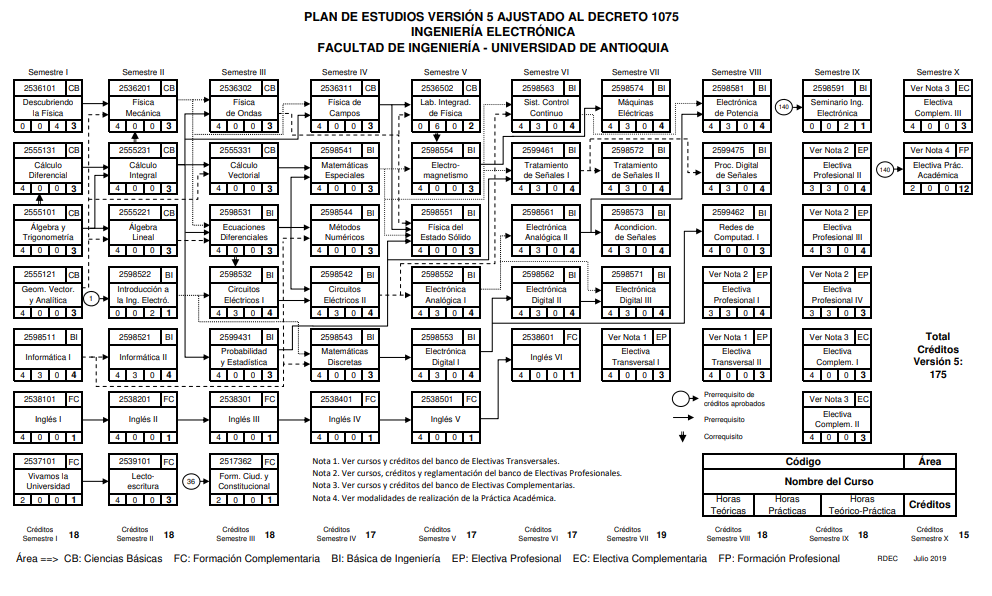 PLAN DE ESTUDIOS VERSIÓN 5 AJUSTADO AL DECRETO 1075
INGENIERÍA ELECTRÓNICA
FACULTAD DE INGENIERÍA - UNIVERSIDAD DE ANTIOQUIA
Semestre I
2536101 CB
Descubriendo
la Física
0 0 4 3
2555131 CB
Cálculo
Diferencial
4 0 0 3
2555101 CB
Álgebra y
Trigonometría
4 0 0 3
2555121 CB
Geom. Vector.
y Analítica
4 0 0 3
2598511 BI
Informática I
4 3 0 4
2538101 FC
Inglés I
4 0 0 1
2537101 FC
Vivamos la
Universidad
2 0 0 1
Semestre II
2536201 CB
Física
Mecánica
4 0 0 3
2555231 CB
Cálculo
Integral
4 0 0 3
2555221 CB
Álgebra
Lineal
4 0 0 3
1
2598522 BI
Introducción a
la Ing. Electró.
0 0 2 1
2598521 BI
Informática II
4 3 0 4
2538201 FC
Inglés II
4 0 0 1
2539101 FC
Lecto-
escritura
4 0 0 3
Semestre III
2536302 CB
Física
de Ondas
4 0 0 3
2555331 CB
Cálculo
Vectorial
4 0 0 3
2598531 BI
Ecuaciones
Diferenciales
4 0 0 3
2598532 BI
Circuitos
Eléctricos I
4 3 0 4
2599431 BI
Probabilidad
y Estadística
4 0 0 3
2538301 FC
Inglés III
4 0 0 1
36
2517362 FC
Form. Ciud. y
Constitucional
2 0 0 1
Semestre IV
2536311 CB
Física de
Campos
4 0 0 3
2598541 BI
Matemáticas
Especiales
4 0 0 3
2598544 BI
Métodos
Numéricos
4 0 0 3
2598542 BI
Circuitos
Eléctricos II
4 3 0 4
2598543 BI
Matemáticas
Discretas
4 0 0 3
2538401 FC
Inglés IV
4 0 0 1
Semestre V
2536502 CB
Lab. Integrad.
de Física
0 6 0 2
2598554 BI
Electro-
magnetismo
4 0 0 3
2598551 BI
Física del
Estado Sólido
4 0 0 3
2598552 BI
Electrónica
Analógica I
4 3 0 4
2598553 BI
Electrónica
Digital I
4 3 0 4
2538501 FC
Inglés V
4 0 0 1
Semestre VI
2598563 BI
Sist. Control
Continuo
4 3 0 4
2599461 BI
Tratamiento
de Señales I
4 3 0 4
2598561 BI
Electrónica
Analógica II
4 3 0 4
2598562 BI
Electrónica
Digital II
4 3 0 4
2538601 FC
Inglés VI
4 0 0 1
Semestre VII
2598574 BI
Máquinas
Eléctricas
4 3 0 4
2598572 BI
Tratamiento
de Señales II
4 3 0 4
2598573 BI
Acondicion.
de Señales
4 3 0 4
2598571 BI
Electrónica
Digital III
4 3 0 4
Ver Nota 1 EP
Electiva
Transversal I
4 0 0 3
Semestre VIII
2598581 BI
Electrónica
de Potencia
4 3 0 4
2599475 BI
Proc. Digital
de Señales
4 3 0 4
2599462 BI
Redes de
Computad. I
4 3 0 4
Ver Nota 2 EP
Electiva
Profesional I
4 0 0 3
Ver Nota 1 EP
Electiva
Transversal II
4 0 0 3
Semestre IX
140
2598591 BI
Seminario Ing.
Electrónica
0 0 2 1
Ver Nota 2 EP
Electiva
Profesional II
3 3 0 4
Ver Nota 2 EP
Electiva
Profesional III
4 3 0 4
Ver Nota 2 EP
Electiva
Profesional IV
4 0 0 3
Ver Nota 3 EC
Electiva
Complem. I
4 0 0 3
Ver Nota 3 EC
Electiva
Complem. II
4 0 0 3
Semestre X
Ver Nota 3 EC
Electiva
Complem. III
4 0 0 3
140
Ver Nota 4 FP
Electiva Prác.
Académica
2 0 0 12
Total
Créditos
Versión 5:
175
Prerrequisito de
créditos aprobados
Prerrequisito
Correquisito
Nota 1. Ver cursos y créditos del banco de Electivas Transversales.
Nota 2. Ver cursos, créditos y reglamentación del banco de Electivas Profesionales.
Nota 3. Ver cursos y créditos del banco de Electivas Complementarias.
Nota 4. Ver modalidades de realización de la Práctica Académica.
Código Área
Nombre del Curso
Horas Teóricas Horas Prácticas Horas Teórico-Práctica Créditos
Créditos Semestre I 18
Créditos Semestre II 18
Créditos Semestre III 18
Créditos Semestre IV 17
Créditos Semestre V 17
Créditos Semestre VI 17
Créditos Semestre VII 19
Créditos Semestre VIII 18
Créditos Semestre IX 18
Créditos Semestre X 15
Área ==> CB: Ciencias Básicas FC: Formación Complementaria BI: Básica de Ingeniería EP: Electiva Profesional EC: Electiva Complementaria FP: Formación Profesional RDEC Julio 2019